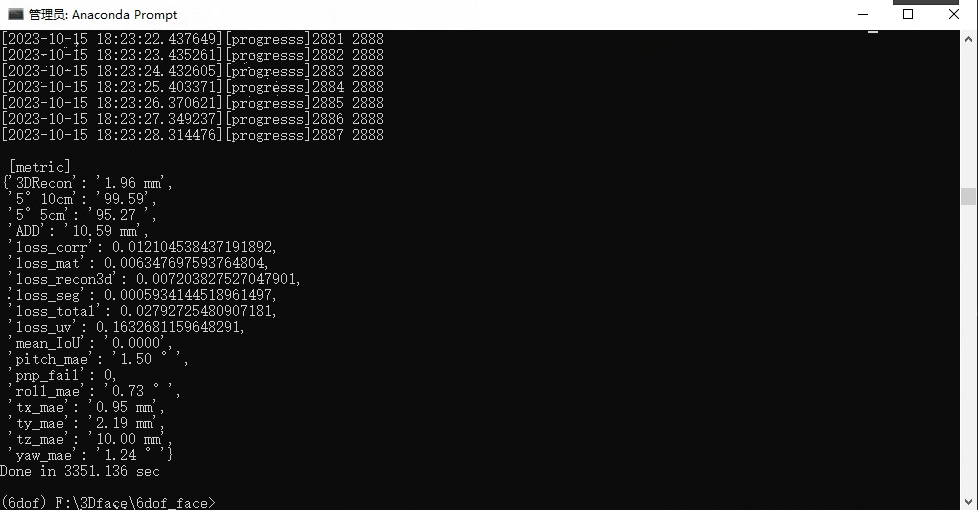 管理员: Anaconda Prompt
[2023-10-15 18:23:22.437649][progresss]2881 2888
[2023-10-15 18:23:23.435261][progresss]2882 2888
[2023-10-15 18:23:24.432605][progresss]2883 2888
[2023-10-15 18:23:25.403371][progresss]2884 2888
[2023-10-15 18:23:26.370621][progresss]2885 2888
[2023-10-15 18:23:27.349237][progresss]2886 2888
[2023-10-15 18:23:28.314476][progresss]2887 2888
[metric]
{'3DRecon': '1.96 mm',
'5° 10cm': '99.59',
'5° 5cm': '95.27 ',
'ADD': '10.59 mm',
'loss_corr': 0.012104538437191892,
'loss_mat': 0.006347697593764804,
'loss_recon3d': 0.007203827527047901,
'loss_seg': 0.0005934144518961497,
'loss_total': 0.02792725480907181,
'loss_uv': 0.1632681159648291,
'mean_IoU': '0.0000',
'pitch_mae': '1.50 °',
'pnp_fail': 0,
'roll_mae': '0.73 °',
'tx_mae': '0.95 mm',
'ty_mae': '2.19 mm',
'tz_mae': '10.00 mm',
'yaw_mae': '1.24 °'}
Done in 3351.136 sec
(6dof) F:\3Dface\6dof_face>